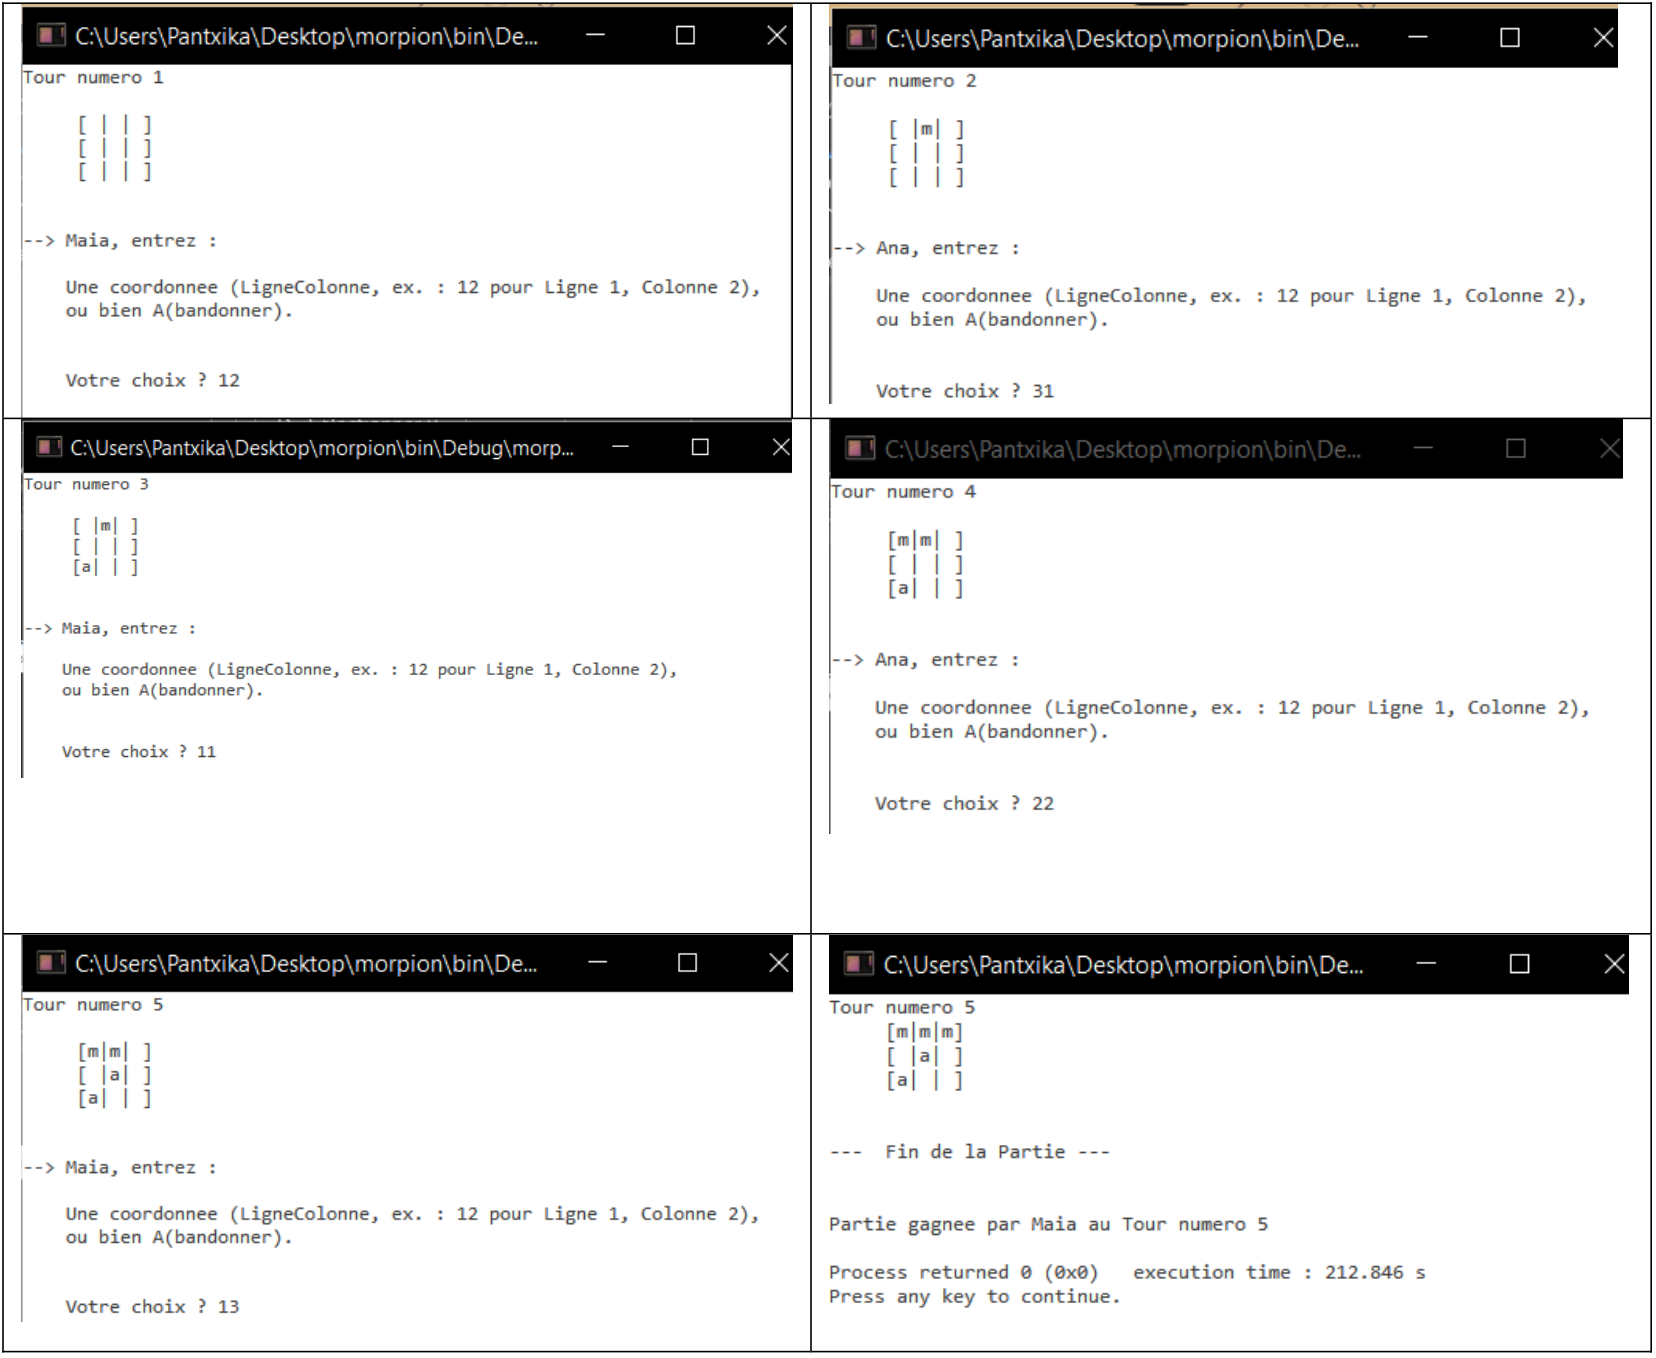 C:\Users\Pantxika\Desktop\morpion\bin\De...
Tour numero 1
[ | | ]
[ | | ]
[ | | ]
--> Maia, entrez :
Une coordonnee (LigneColonne, ex. : 12 pour Ligne 1, Colonne 2),
ou bien A(bandonner).
Votre choix ? 12
C:\Users\Pantxika\Desktop\morpion\bin\De...
Tour numero 2
[ |m| ]
[ | | ]
[ | | ]
--> Ana, entrez :
Une coordonnee (LigneColonne, ex. : 12 pour Ligne 1, Colonne 2),
ou bien A(bandonner).
Votre choix ? 31
C:\Users\Pantxika\Desktop\morpion\bin\Debug\morp...
Tour numero 3
[ |m| ]
[ | | ]
[a| | ]
--> Maia, entrez :
Une coordonnee (LigneColonne, ex. : 12 pour Ligne 1, Colonne 2),
ou bien A(bandonner).
Votre choix ? 11
C:\Users\Pantxika\Desktop\morpion\bin\De...
Tour numero 4
[m|m| ]
[ | | ]
[a| | ]
--> Ana, entrez :
Une coordonnee (LigneColonne, ex. : 12 pour Ligne 1, Colonne 2),
ou bien A(bandonner).
Votre choix ? 22
C:\Users\Pantxika\Desktop\morpion\bin\De...
Tour numero 5
[m|m| ]
[ |a| ]
[a| | ]
--> Maia, entrez :
Une coordonnee (LigneColonne, ex. : 12 pour Ligne 1, Colonne 2),
ou bien A(bandonner).
Votre choix ? 13
C:\Users\Pantxika\Desktop\morpion\bin\De...
Tour numero 5
[m|m|m]
[ |a| ]
[a| | ]
--- Fin de la Partie ---
Partie gagnee par Maia au Tour numero 5
Process returned 0 (0x0) execution time : 212.846 s
Press any key to continue.